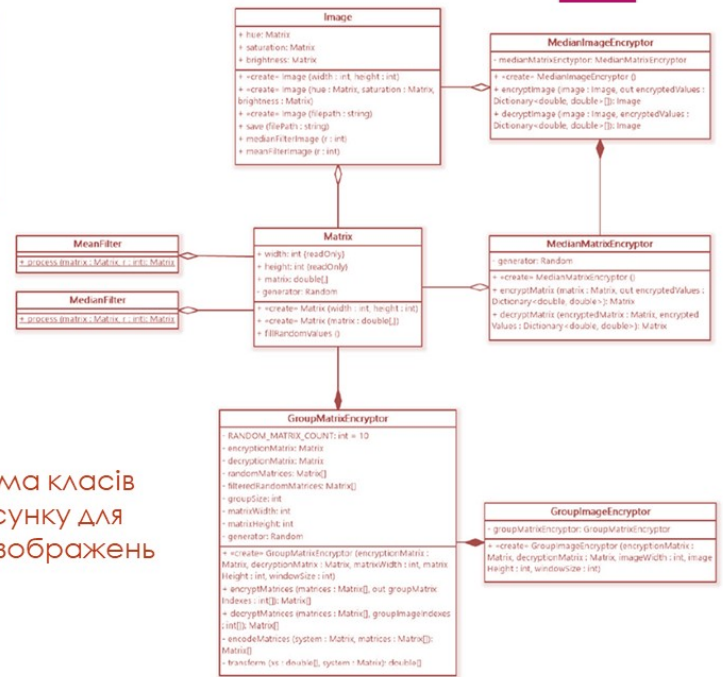 Image
+ hue: Matrix
+ saturation: Matrix
+ brightness: Matrix
+ «create» Image (width : int, height : int)
+ «create» Image (hue : Matrix, saturation : Matrix,
brightness : Matrix)
+ «create» Image (filepath : string)
+ save (filePath : string)
+ medianFilterImage (r : int)
+ meanFilterImage (r : int)
MedianImageEncryptor
- medianMatrixEnctyptor: MedianMatrixEncryptor
+ «create» MedianImageEncryptor ()
+ encryptImage (image : Image, out encryptedValues :
Dictionary<double, double>[]): Image
+ decryptImage (image : Image, encryptedValues :
Dictionary<double, double>[]): Image
MeanFilter
+ process (matrix : Matrix, r : int): Matrix
MedianFilter
+ process (matrix : Matrix, r : int): Matrix
Matrix
+ width: int {readOnly}
+ height: int {readOnly}
+ matrix: double[,]
- generator: Random
+ «create» Matrix (width : int, height : int)
+ «create» Matrix (matrix : double[,])
+ fillRandomValues ()
MedianMatrixEncryptor
- generator: Random
+ «create» MedianMatrixEncryptor ()
+ encryptMatrix (matrix : Matrix, out encryptedValues :
Dictionary<double, double>): Matrix
+ decryptMatrix (encryptedMatrix : Matrix, encrypted
Values : Dictionary<double, double>): Matrix
ма класів
сунку для
зображень
GroupMatrixEncryptor
- RANDOM_MATRIX_COUNT: int = 10
- encryptionMatrix: Matrix
- decryptionMatrix: Matrix
- randomMatrices: Matrix[]
- filteredRandomMatrices: Matrix[]
- groupSize: int
- matrixWidth: int
- matrixHeight: int
- generator: Random
+ «create» GroupMatrixEncryptor (encryptionMatrix :
Matrix, decryptionMatrix : Matrix, matrixWidth : int, matrix
Height : int, windowSize : int)
+ encryptMatrices (matrices : Matrix[], out groupMatrix
Indexes : int[]): Matrix[]
+ decryptMatrices (matrices : Matrix[], groupImageIndexes
: int[]): Matrix[]
- encodeMatrices (system : Matrix, matrices : Matrix[]):
Matrix[]
- transform (xs : double[], system : Matrix): double[]
GroupImageEncryptor
- groupMatrixEncryptor: GroupMatrixEncryptor
+ «create» GroupImageEncryptor (encryptionMatrix :
Matrix, decryptionMatrix : Matrix, imageWidth : int, image
Height : int, windowSize : int)